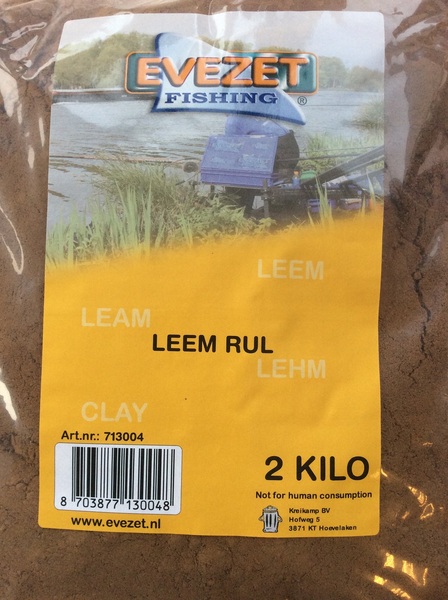 EVEZET
FISHING ®
LEEM
LEAM
LEEM RUL
LEHM
CLAY
Art.nr.: 713004
2 KILO
8 703877 130048
Not for human consumption
www.evezet.nl
Kreikamp BV
Hofweg 5
3871 KT Hoevelaken